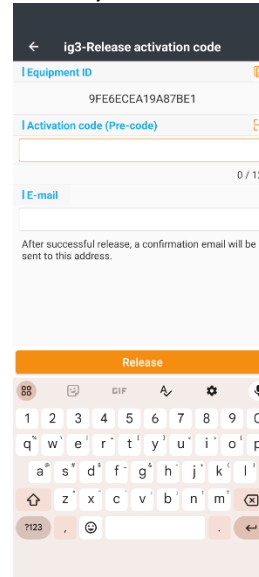 ig3-Release activation code
Equipment ID
9FE6ECEA19A87BE1
Activation code (Pre-code)
0 / 1
E-mail
After successful release, a confirmation email will be
sent to this address.
Release
GIF
1 2 3 4 5 6 7 8 9 0
q w e r t y u i o p
a s d f g h j k l
z x c v b n m
?123 , .